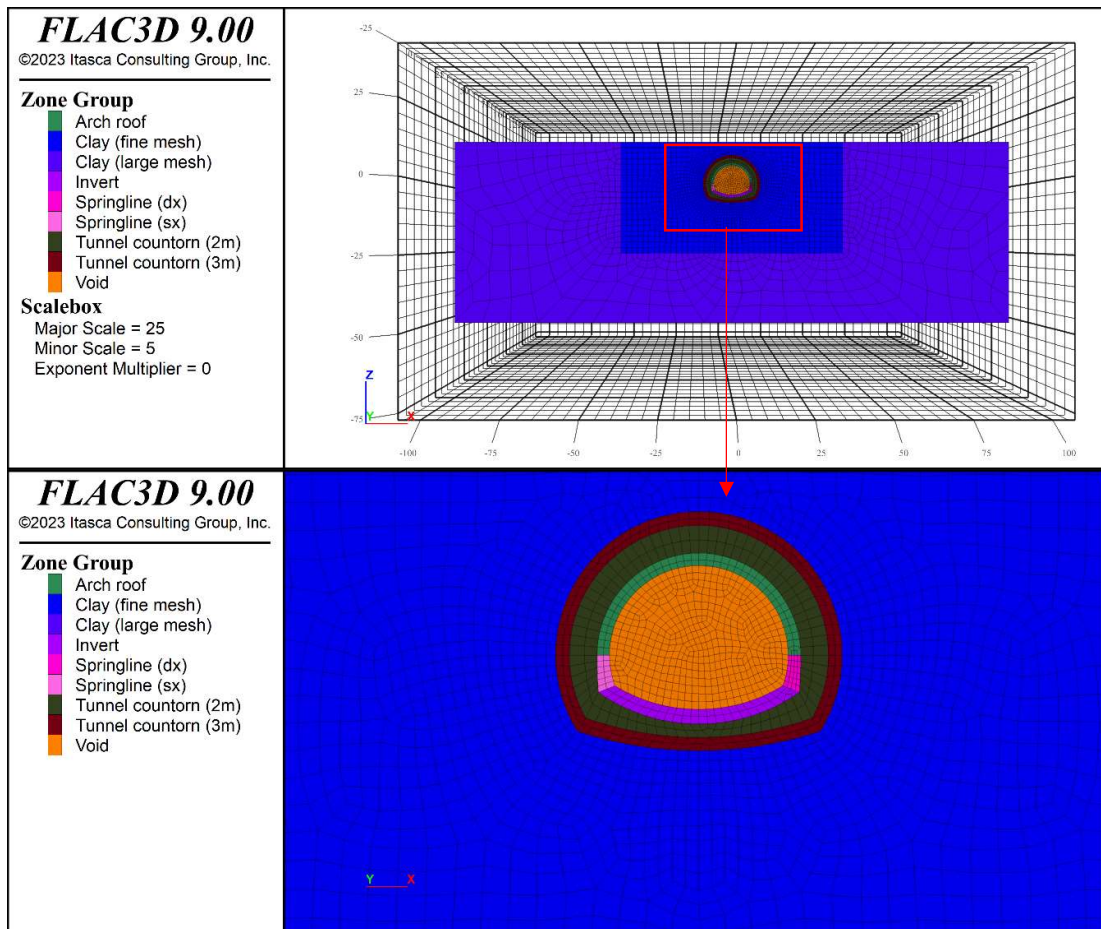 FLAC3D 9.00
©2023 Itasca Consulting Group, Inc.
Zone Group
Arch roof
Clay (fine mesh)
Clay (large mesh)
Invert
Springline (dx)
Springline (sx)
Tunnel countorn (2m)
Tunnel countorn (3m)
Void
Scalebox
Major Scale = 25
Minor Scale = 5
Exponent Multiplier = 0
-25
25
0
-25
-50
-75
Z
Y
X
-100
-75
-50
-25
0
25
50
75
100
FLAC3D 9.00
©2023 Itasca Consulting Group, Inc.
Zone Group
Arch roof
Clay (fine mesh)
Clay (large mesh)
Invert
Springline (dx)
Springline (sx)
Tunnel countorn (2m)
Tunnel countorn (3m)
Void
Y
X